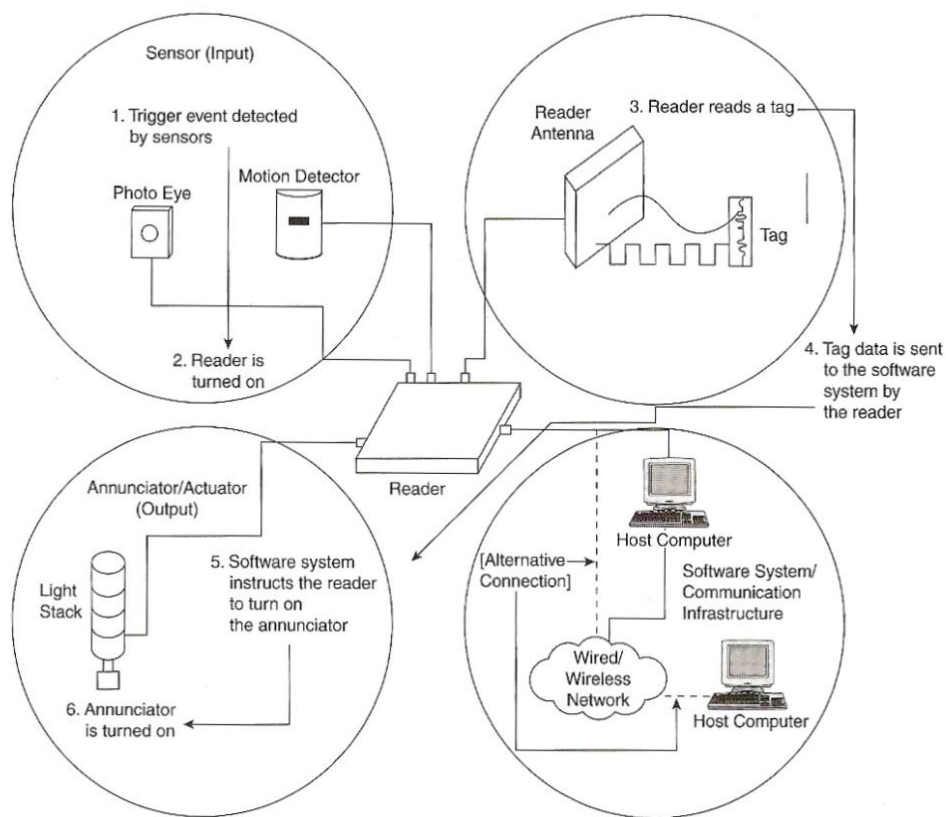 Sensor (Input)
1. Trigger event detected
by sensors
Photo Eye
Motion Detector
2. Reader is
turned on
Reader
Antenna
3. Reader reads a tag
Tag
4. Tag data is sent
to the software
system by
the reader
Reader
Annunciator/Actuator
(Output)
Light
Stack
5. Software system
instructs the reader
to turn on
the annunciator
6. Annunciator
is turned on
Host Computer
[Alternative
Connection]
Software System/
Communication
Infrastructure
Wired/
Wireless
Network
Host Computer